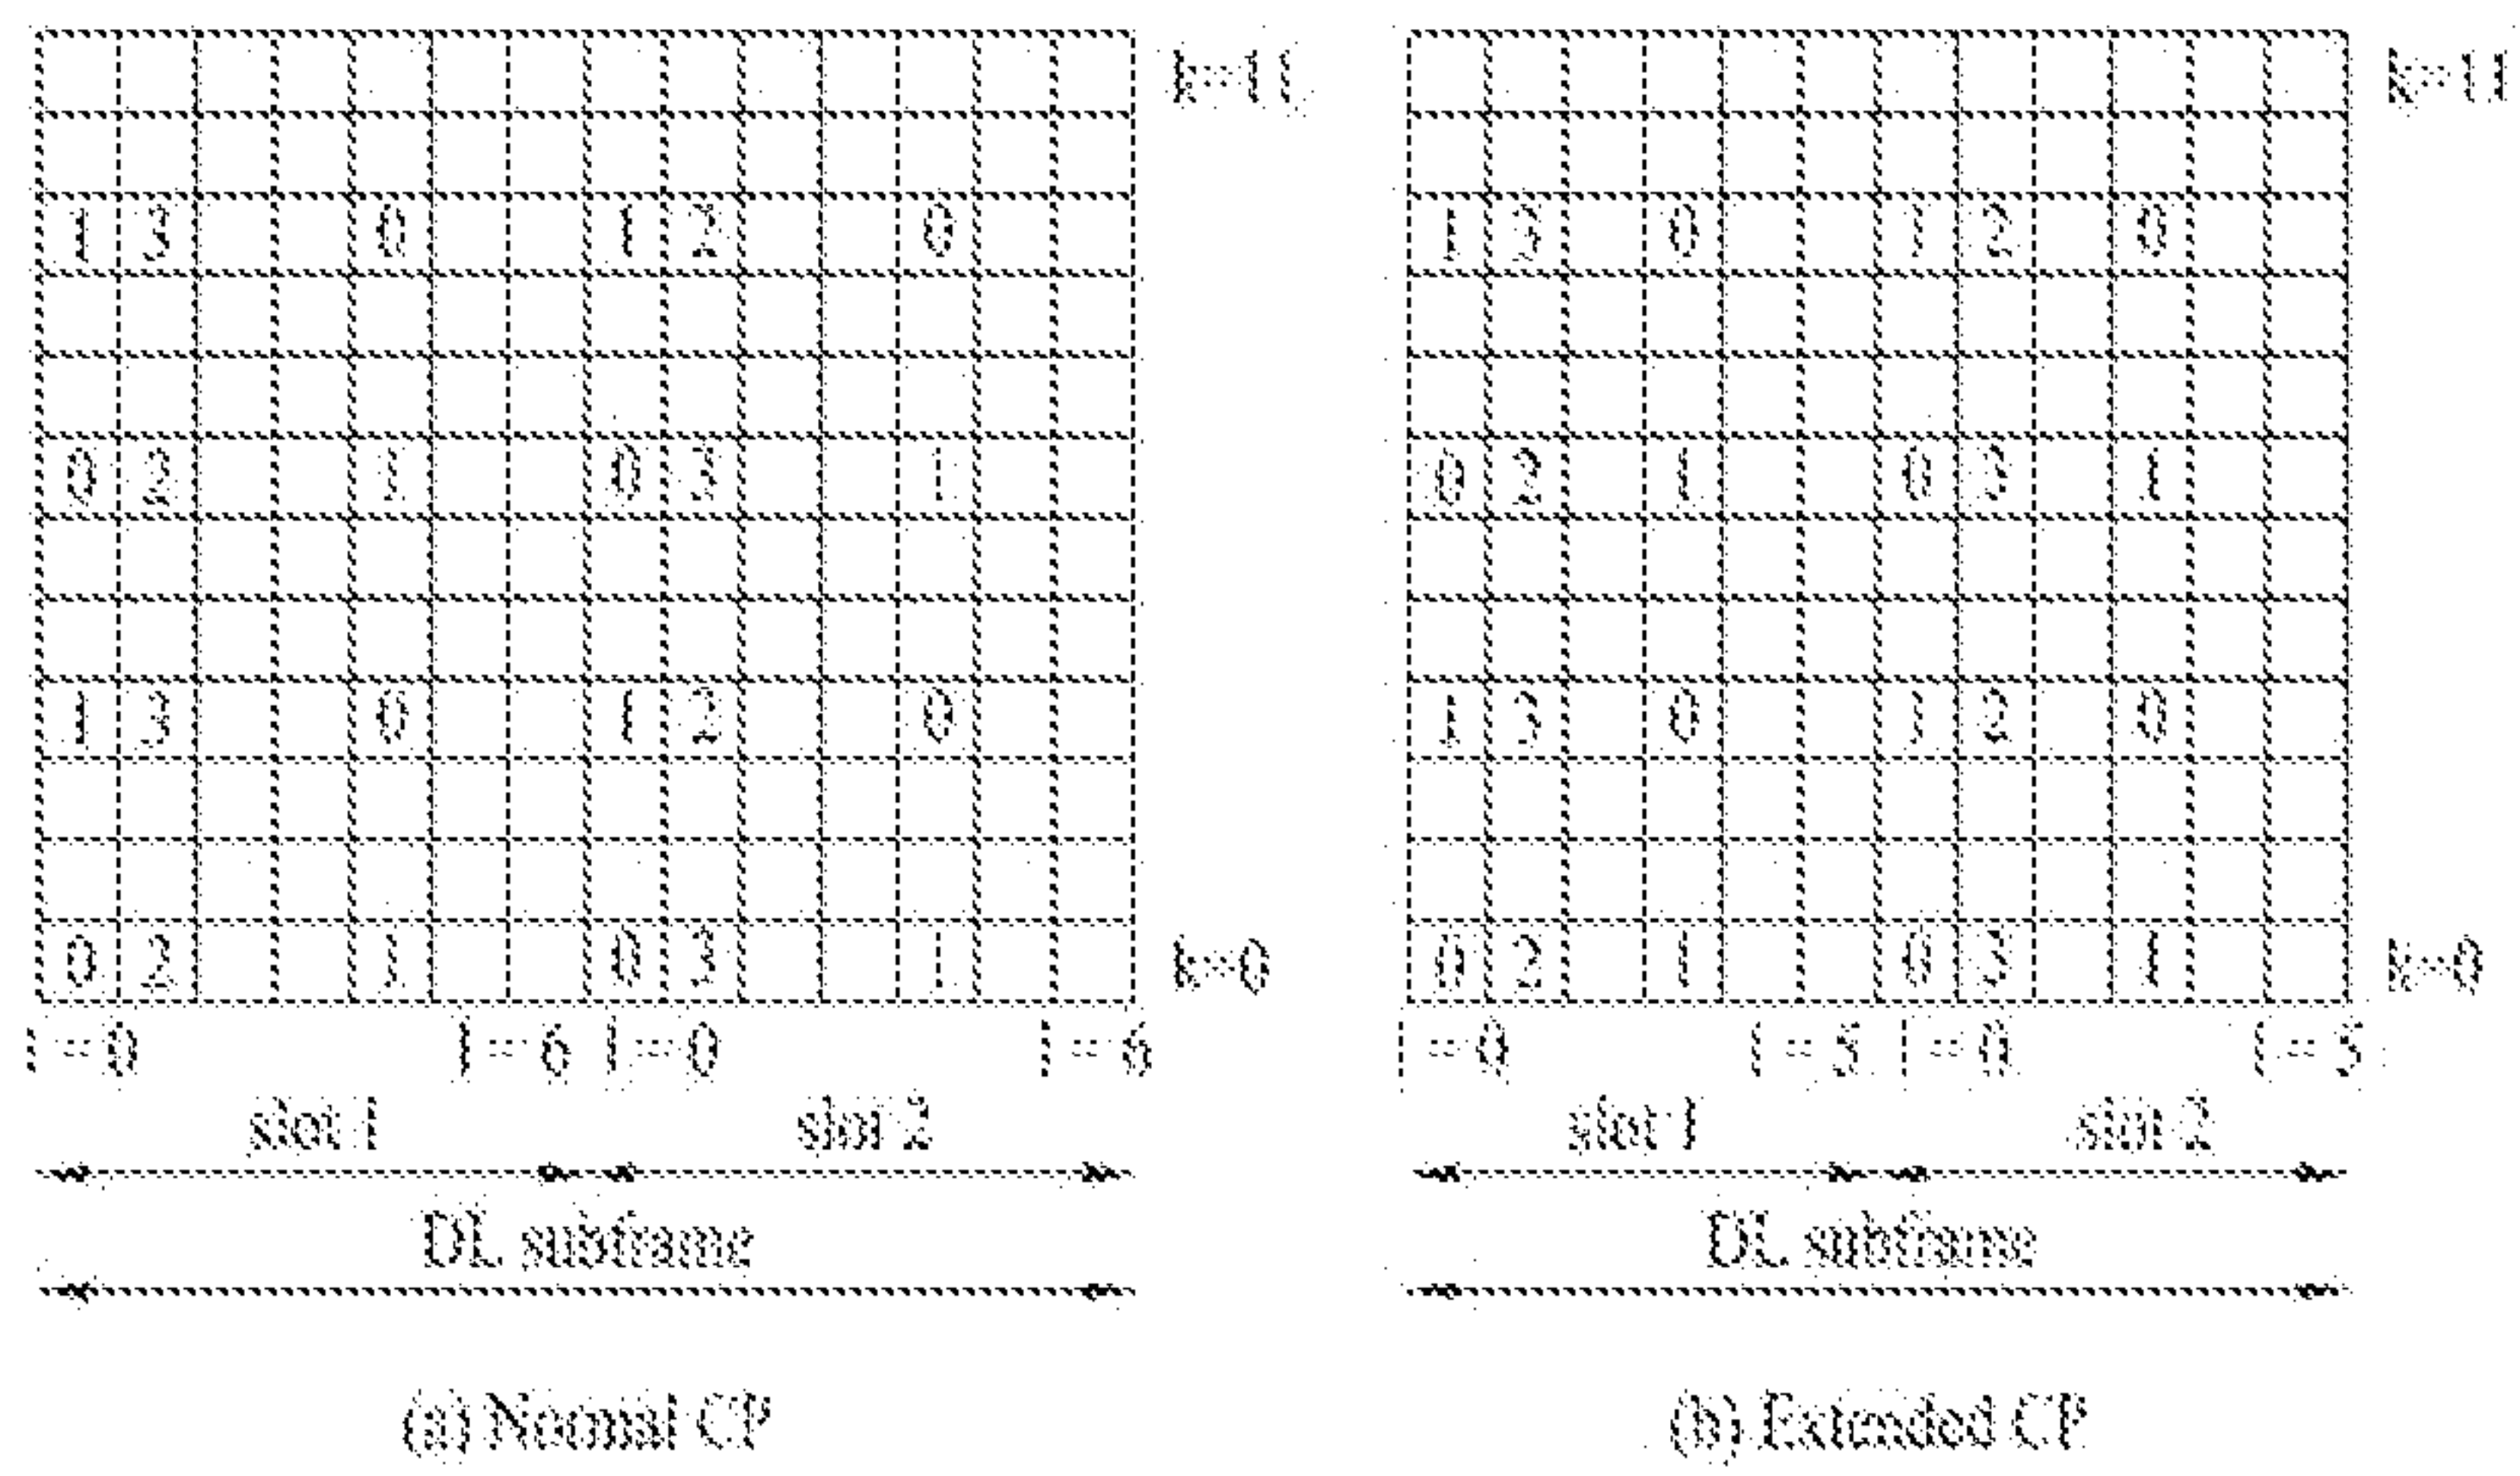 k=11 k=11
1 3 0 1 2 0 1 3 0 1 2 0
0 2 1 0 3 1 0 2 1 0 3 1
1 3 0 1 2 0 1 3 0 1 2 0
0 2 1 0 3 1 k=0 0 2 1 0 3 1 k=0
l=0 l=6 l=0 l=6 l=0 l=5 l=0 l=5
slot 1 slot 2 slot 1 slot 2
DL subframe DL subframe
(a) Normal CP (b) Extended CP